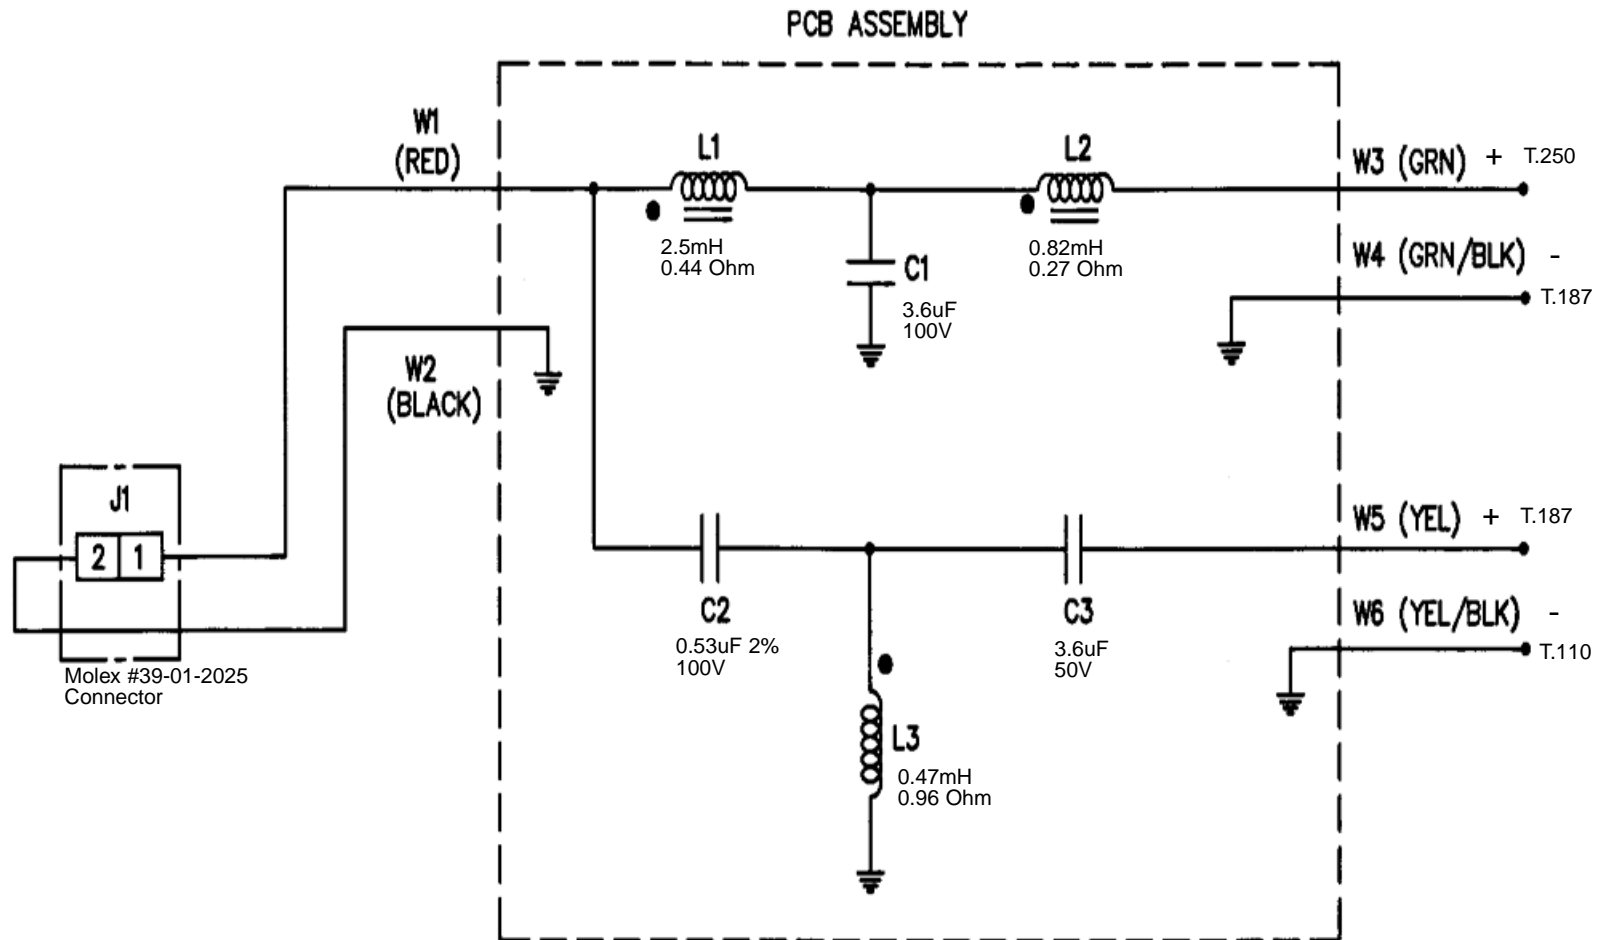 PCB ASSEMBLY
W1
(RED)
L1
2.5mH
0.44 Ohm
L2
0.82mH
0.27 Ohm
W3 (GRN) + T.250
W4 (GRN/BLK) -
T.187
C1
3.6uF
100V
W2
(BLACK)
J1
2 1
Molex #39-01-2025
Connector
C2
0.53uF 2%
100V
C3
3.6uF
50V
W5 (YEL) + T.187
W6 (YEL/BLK) -
T.110
L3
0.47mH
0.96 Ohm